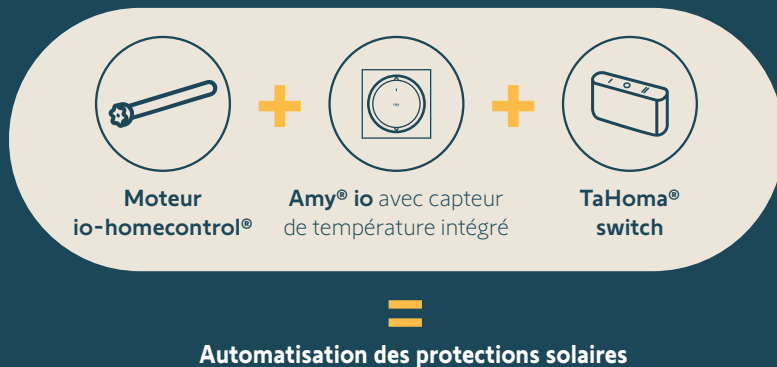 Moteur
io-homecontrol®
Amy® io avec capteur
de température intégré
TaHoma®
switch
Automatisation des protections solaires